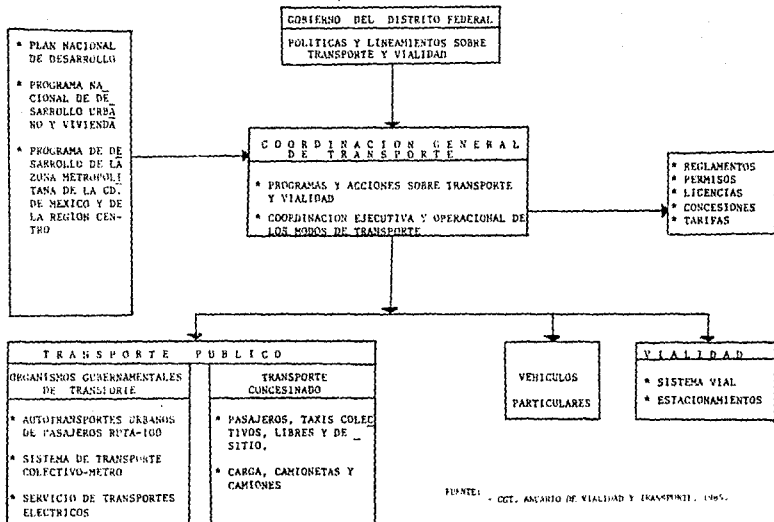 GOBIERNO DEL DISTRITO FEDERAL
POLITICAS Y LINEAMIENTOS SOBRE
TRANSPORTE Y VIALIDAD
* PLAN NACIONAL
DE DESARROLLO
* PROGRAMA NA_
CIONAL DE DE_
SARROLLO URBA_
NO Y VIVIENDA
* PROGRAMA DE DE_
SARROLLO DE LA
ZONA METROPOLI_
TANA DE LA CD.
DE MEXICO Y DE
LA REGION CEN-
TRO
COORDINACION GENERAL
DE TRANSPORTE
* PROGRAMAS Y ACCIONES SOBRE TRANSPORTE
Y VIALIDAD
* COORDINACION EJECUTIVA Y OPERACIONAL DE
LOS MODOS DE TRANSPORTE
* REGLAMENTOS
* PERMISOS
* LICENCIAS
* CONCESIONES
* TARIFAS
TRANSPORTE PUBLICO
ORGANISMOS GUBERNAMENTALES
DE TRANSPORTE
* AUTOTRANSPORTES URBANOS
DE PASAJEROS RUTA-100
* SISTEMA DE TRANSPORTE
COLECTIVO-METRO
* SERVICIO DE TRANSPORTES
ELECTRICOS
TRANSPORTE
CONCESINADO
* PASAJEROS, TAXIS COLEC_
TIVOS, LIBRES Y DE _
SITIO.
* CARGA, CAMIONETAS Y
CAMIONES
VEHICULOS
PARTICULARES
VIALIDAD
* SISTEMA VIAL
* ESTACIONAMIENTOS
FUENTE:
- CGT. ANUARIO DE VIALIDAD Y TRANSPORTE. 1985.